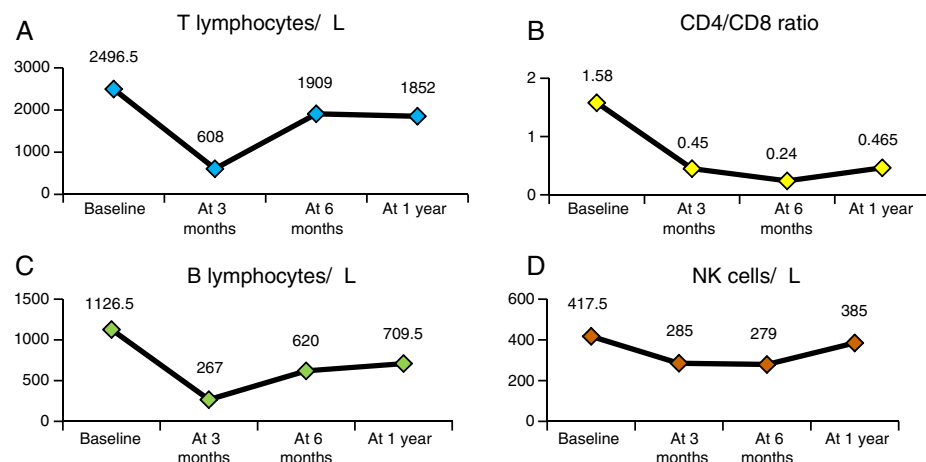 A
T lymphocytes/ L
2496.5
608
1909
1852
3000
2000
1000
0
Baseline
At 3 months
At 6 months
At 1 year
B
CD4/CD8 ratio
1.58
0.45
0.24
0.465
2
1
0
Baseline
At 3 months
At 6 months
At 1 year
C
B lymphocytes/ L
1126.5
267
620
709.5
1500
1000
500
0
Baseline
At 3 months
At 6 months
At 1 year
D
NK cells/ L
417.5
285
279
385
600
400
200
0
Baseline
At 3 months
At 6 months
At 1 year